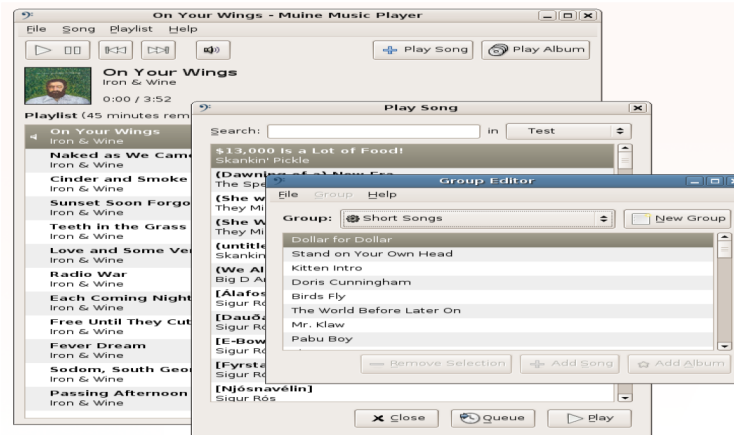 On Your Wings - Muine Music Player
File Song Playlist Help
Play Song Play Album
On Your Wings
Iron & Wine
0:00 / 3:52
Playlist (45 minutes rem
On Your Wings
Iron & Wine
Naked as We Came
Iron & Wine
Cinder and Smoke
Iron & Wine
Sunset Soon Forgo
Iron & Wine
Teeth in the Grass
Iron & Wine
Love and Some Ver
Iron & Wine
Radio War
Iron & Wine
Each Coming Night
Iron & Wine
Free Until They Cut
Iron & Wine
Fever Dream
Iron & Wine
Sodom, South Geor
Iron & Wine
Passing Afternoon
Iron & Wine
Play Song
Search: in Test
$13,000 Is a Lot of Food!
Skankin' Pickle
(Dawning of a) New Era
The Spe
(She w
They Mi
(She W
They Mi
(untitle
Skankin
(We Al
Big D A
[Álafos
Sigur Ró
[Dauða
Sigur Ró
[E-Bow
Sigur Ró
[Fyrsta
Sigur Ró
[Njósnavélin]
Sigur Rós
Close Queue Play
Group Editor
File Group Help
Group: Short Songs New Group
Dollar for Dollar
Stand on Your Own Head
Kitten Intro
Doris Cunningham
Birds Fly
The World Before Later On
Mr. Klaw
Pabu Boy
Remove Selection Add Song Add Album